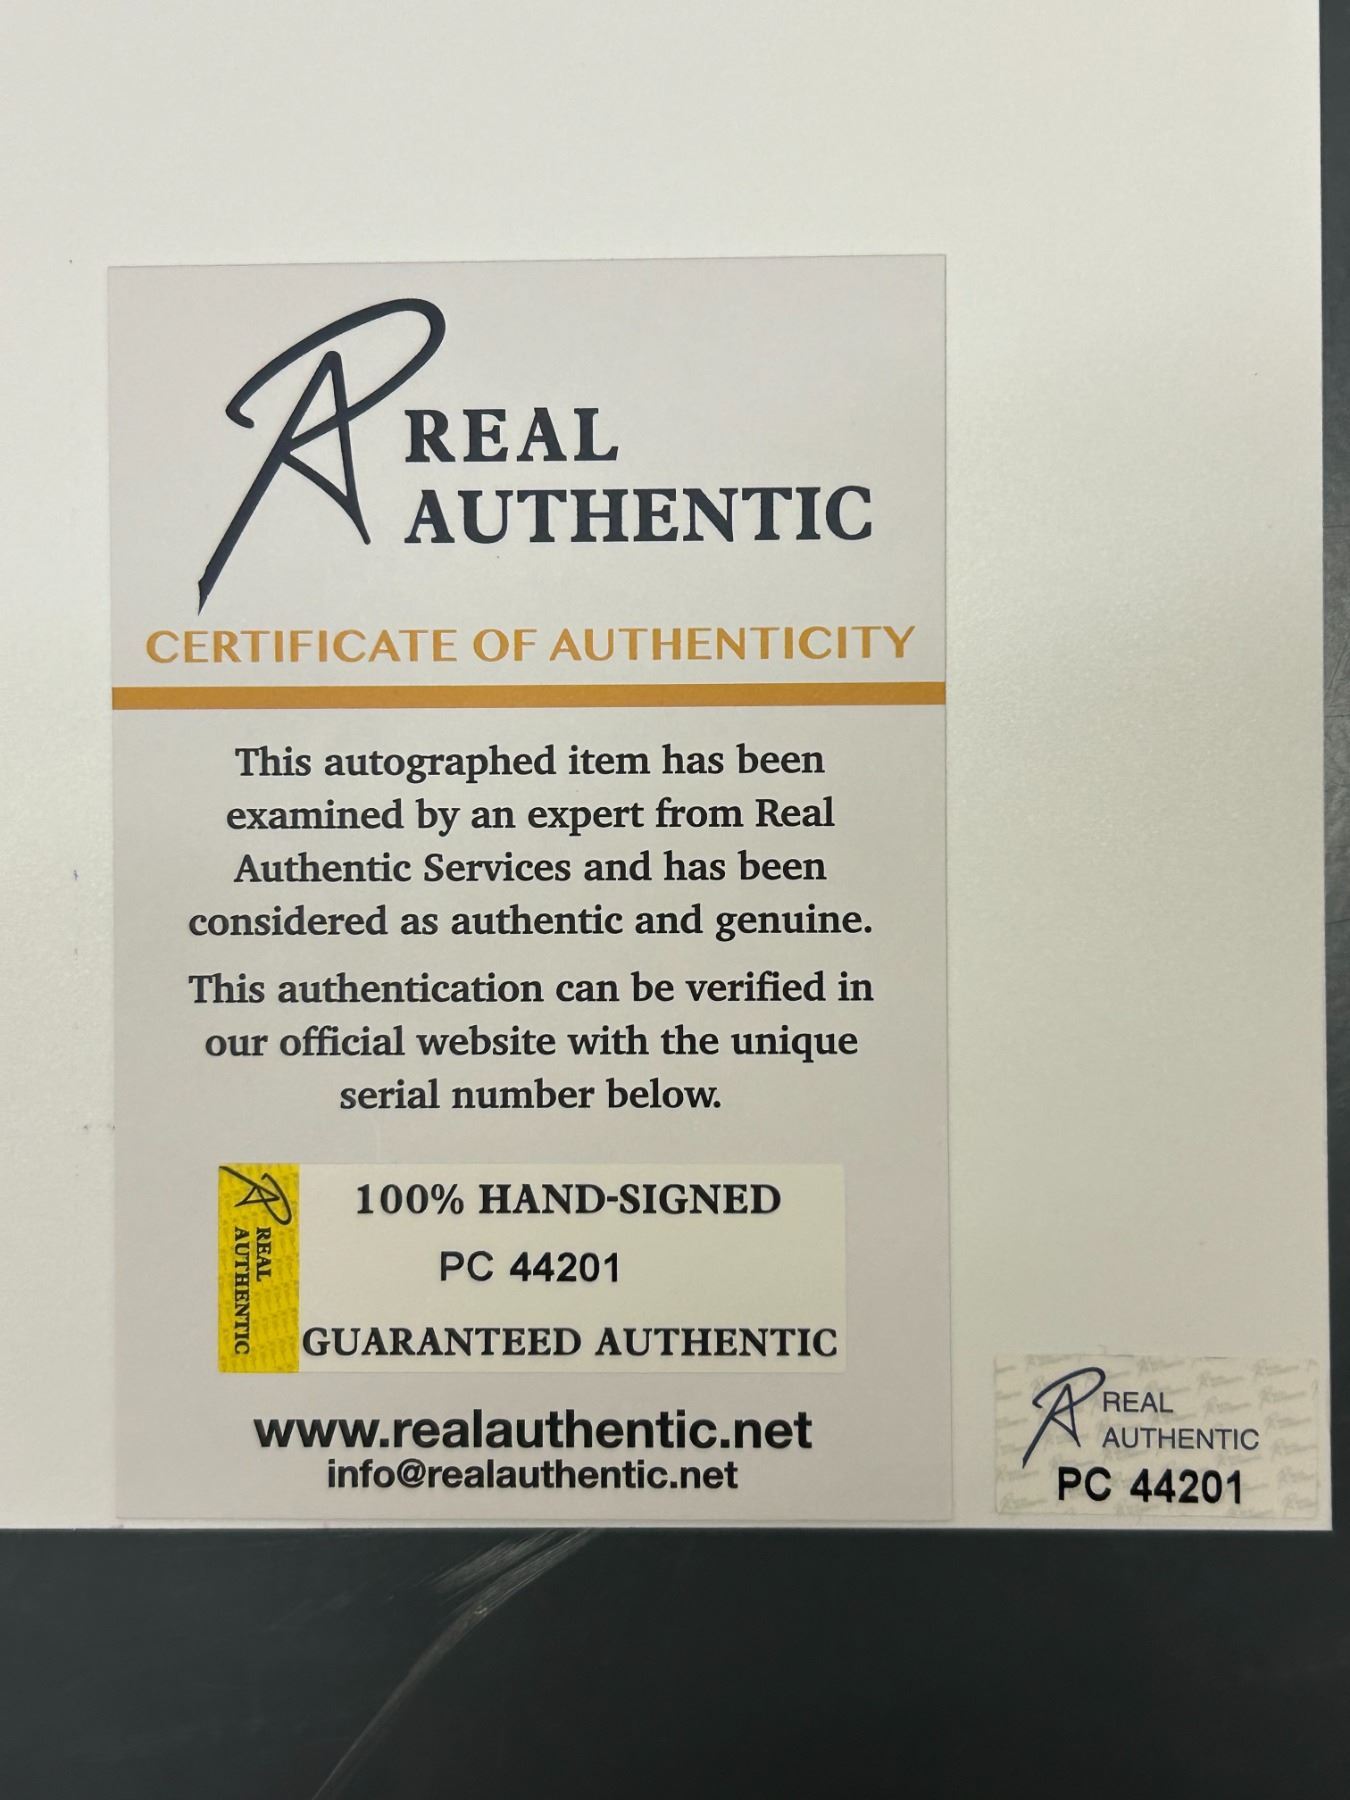 REAL
AUTHENTIC
CERTIFICATE OF AUTHENTICITY
This autographed item has been
examined by an expert from Real
Authentic Services and has been
considered as authentic and genuine.
This authentication can be verified in
our official website with the unique
serial number below.
REAL
AUTHENTIC
100% HAND-SIGNED
PC 44201
GUARANTEED AUTHENTIC
www.realauthentic.net
info@realauthentic.net
REAL
AUTHENTIC
PC 44201